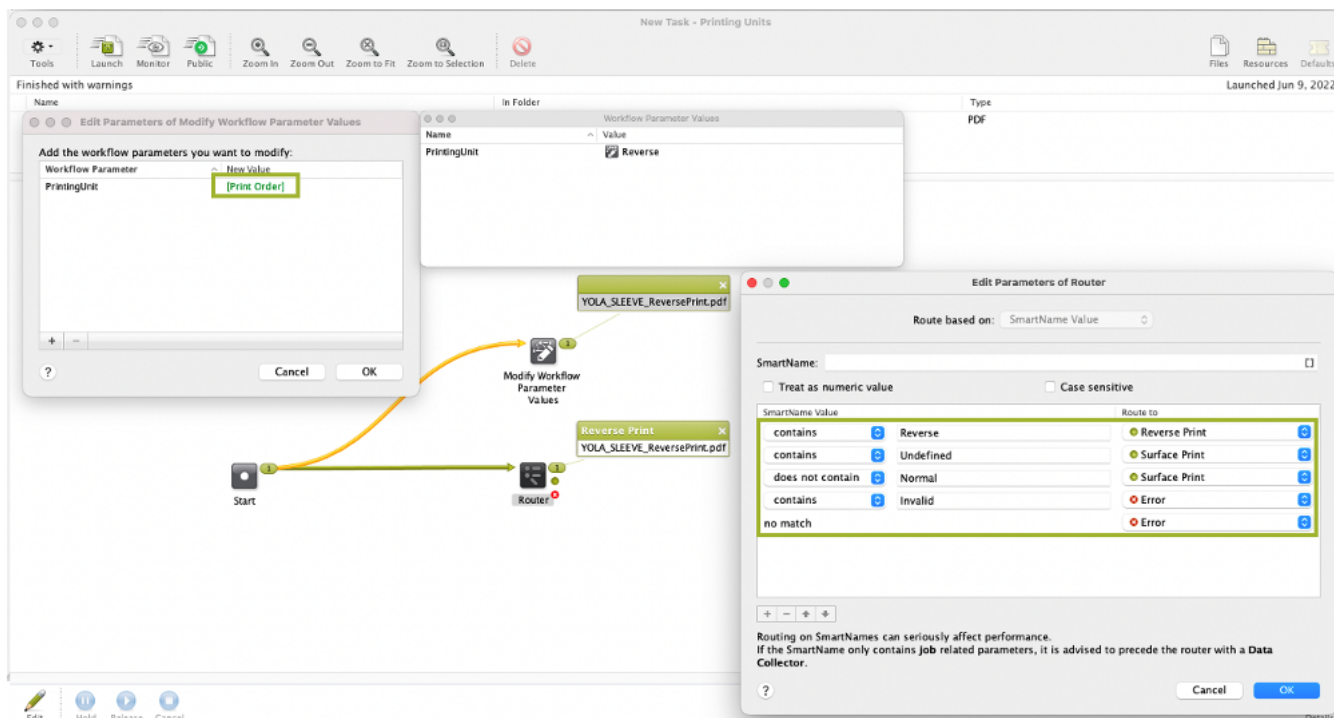 New Task - Printing Units
Tools
Launch
Monitor
Public
Zoom In
Zoom Out
Zoom to Fit
Zoom to Selection
Delete
Files
Resources
Defaults
Finished with warnings
Launched Jun 9, 2022
Name
In Folder
Type
PDF
Edit Parameters of Modify Workflow Parameter Values
Add the workflow parameters you want to modify:
Workflow Parameter
New Value
PrintingUnit
[Print Order]
+
−
?
Cancel
OK
Workflow Parameter Values
Name
Value
PrintingUnit
Reverse
YOLA_SLEEVE_ReversePrint.pdf
1
Modify Workflow
Parameter
Values
Reverse Print
YOLA_SLEEVE_ReversePrint.pdf
1
Start
1
Router
Edit Parameters of Router
Route based on: SmartName Value
SmartName:
[]
Treat as numeric value
Case sensitive
SmartName Value
Route to
contains Reverse Reverse Print
contains Undefined Surface Print
does not contain Normal Surface Print
contains Invalid Error
no match Error
+ −
Routing on SmartNames can seriously affect performance.
If the SmartName only contains job related parameters, it is advised to precede the router with a Data
Collector.
?
Cancel
OK
Edit
Hold
Release
Cancel